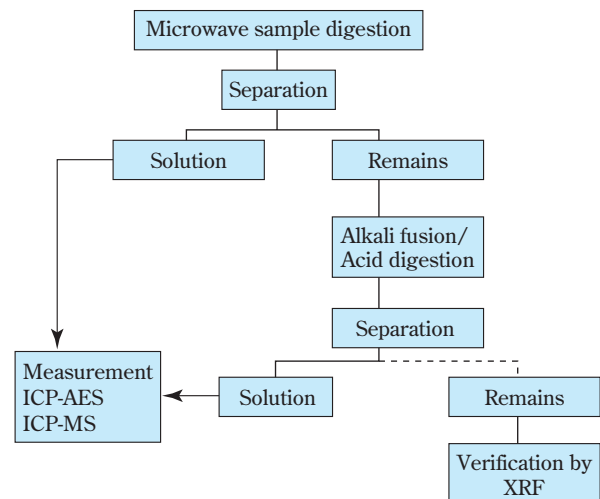 Microwave sample digestion
Separation
Solution
Remains
Alkali fusion/
Acid digestion
Separation
Measurement
ICP-AES
ICP-MS
Solution
Remains
Verification by
XRF